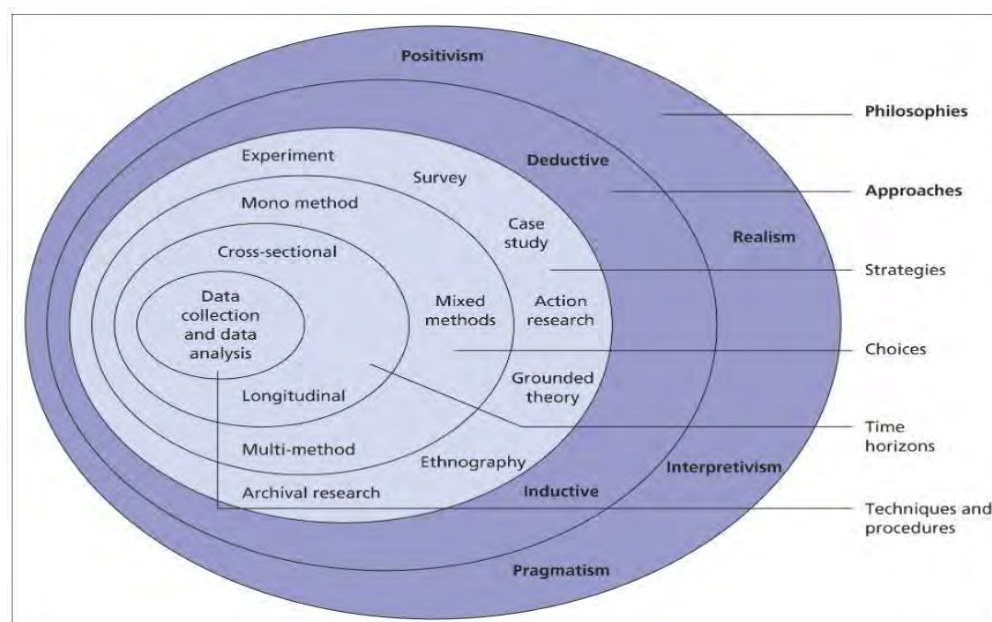 Positivism
Philosophies
Experiment
Deductive
Survey
Approaches
Mono method
Case
study
Realism
Cross-sectional
Strategies
Data
collection
and data
analysis
Mixed
methods
Action
research
Choices
Grounded
theory
Longitudinal
Time
horizons
Multi-method
Ethnography
Interpretivism
Archival research
Inductive
Techniques and
procedures
Pragmatism